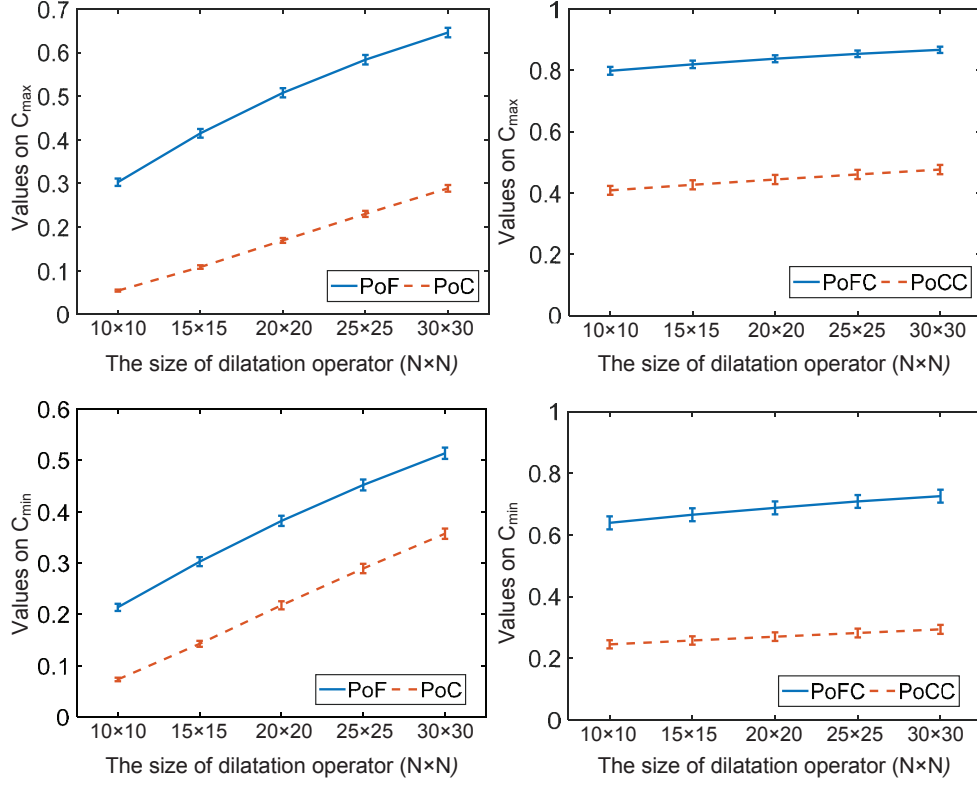 Values on Cmax
0.7
0.6
0.5
0.4
0.3
0.2
0.1
0
PoF PoC
10×10 15×15 20×20 25×25 30×30
The size of dilatation operator (N×N)
Values on Cmax
1
0.8
0.6
0.4
0.2
0
PoFC PoCC
10×10 15×15 20×20 25×25 30×30
The size of dilatation operator (N×N)
Values on Cmin
0.6
0.5
0.4
0.3
0.2
0.1
0
PoF PoC
10×10 15×15 20×20 25×25 30×30
The size of dilatation operator (N×N)
Values on Cmin
1
0.8
0.6
0.4
0.2
0
PoFC PoCC
10×10 15×15 20×20 25×25 30×30
The size of dilatation operator (N×N)